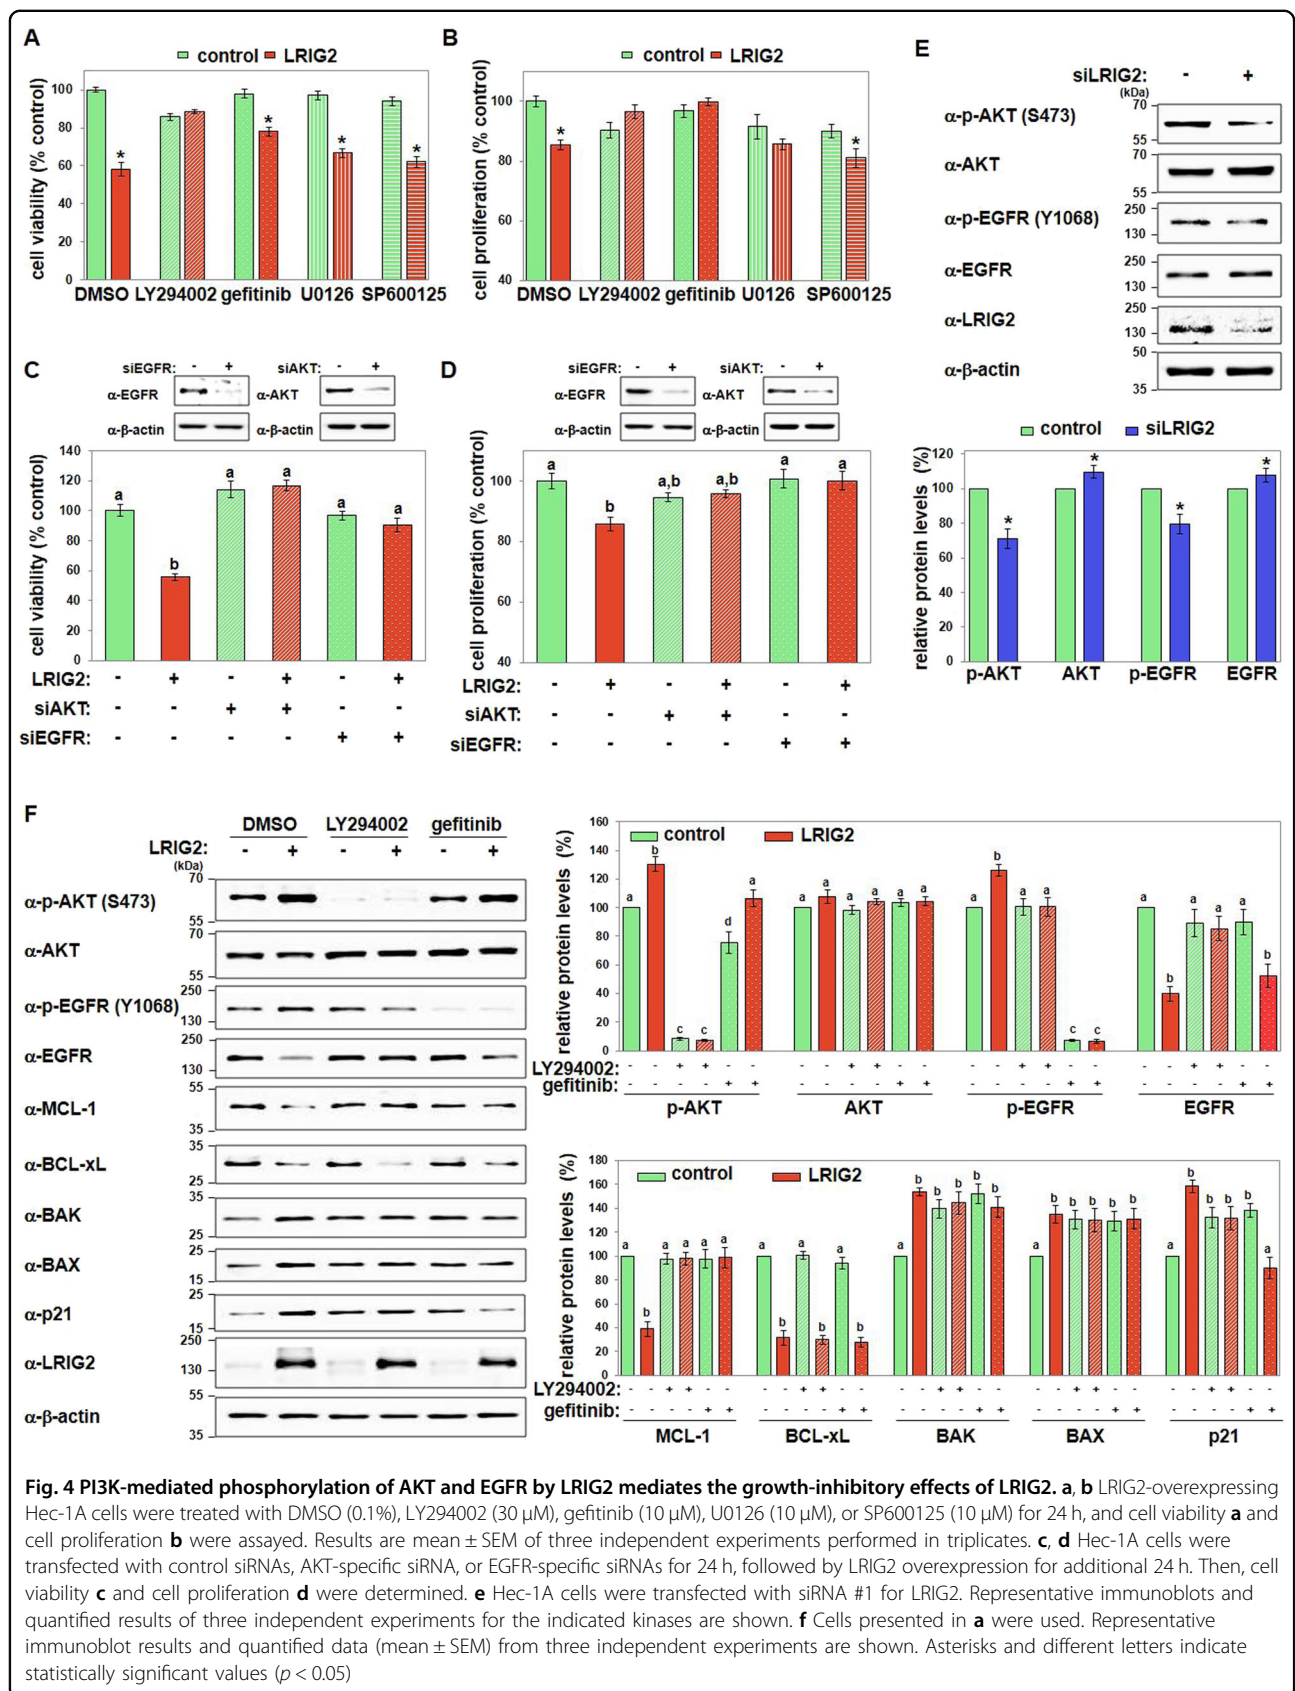 A
control LRIG2
cell viability (% control)
100
80
60
40
20
0
* * * *
DMSO LY294002 gefitinib U0126 SP600125
B
control LRIG2
cell proliferation (% control)
100
80
60
40
* *
DMSO LY294002 gefitinib U0126 SP600125
C
siEGFR: - + siAKT: - +
α-EGFR α-AKT
α-β-actin α-β-actin
cell viability (% control)
140
120
100
80
60
40
20
0
a b a a a a
LRIG2: - + - + - +
siAKT: - - + + - -
siEGFR: - - - - + +
D
siEGFR: - + siAKT: - +
α-EGFR α-AKT
α-β-actin α-β-actin
cell proliferation (% control)
100
80
60
40
a b a,b a,b a a
LRIG2: - + - + - +
siAKT: - - + + - -
siEGFR: - - - - + +
E
siLRIG2: - +
(kDa)
α-p-AKT (S473) 70 55
α-AKT 70 55
α-p-EGFR (Y1068) 250 130
α-EGFR 250 130
α-LRIG2 250 130
α-β-actin 50 35
control siLRIG2
relative protein levels (%)
120
100
80
60
40
20
0
* * * *
p-AKT AKT p-EGFR EGFR
F
DMSO LY294002 gefitinib
LRIG2: - + - + - +
(kDa)
α-p-AKT (S473) 70 55
α-AKT 70 55
α-p-EGFR (Y1068) 250 130
α-EGFR 250 130
α-MCL-1 55 35
α-BCL-xL 35 25
α-BAK 35 25
α-BAX 25 15
α-p21 25 15
α-LRIG2 250 130
α-β-actin 55 35
control LRIG2
relative protein levels (%)
160
140
120
100
80
60
40
20
0
a b c c d a a a a a a a a b a a c c a b a a a b
LY294002: - - + + - - - - + + - - - - + + - - - - + + - -
gefitinib: - - - - + + - - - - + + - - - - + + - - - - + +
p-AKT AKT p-EGFR EGFR
control LRIG2
relative protein levels (%)
180
160
140
120
100
80
60
40
20
0
a b a a a a a b a b a b a b b b b b a b b b b b a b b b b a
LY294002: - - + + - - - - + + - - - - + + - - - - + + - - - - + + - -
gefitinib: - - - - + + - - - - + + - - - - + + - - - - + + - - - - + +
MCL-1 BCL-xL BAK BAX p21
Fig. 4 PI3K-mediated phosphorylation of AKT and EGFR by LRIG2 mediates the growth-inhibitory effects of LRIG2. a, b LRIG2-overexpressing
Hec-1A cells were treated with DMSO (0.1%), LY294002 (30 µM), gefitinib (10 µM), U0126 (10 µM), or SP600125 (10 µM) for 24 h, and cell viability a and
cell proliferation b were assayed. Results are mean ± SEM of three independent experiments performed in triplicates. c, d Hec-1A cells were
transfected with control siRNAs, AKT-specific siRNA, or EGFR-specific siRNAs for 24 h, followed by LRIG2 overexpression for additional 24 h. Then, cell
viability c and cell proliferation d were determined. e Hec-1A cells were transfected with siRNA #1 for LRIG2. Representative immunoblots and
quantified results of three independent experiments for the indicated kinases are shown. f Cells presented in a were used. Representative
immunoblot results and quantified data (mean ± SEM) from three independent experiments are shown. Asterisks and different letters indicate
statistically significant values (p < 0.05)